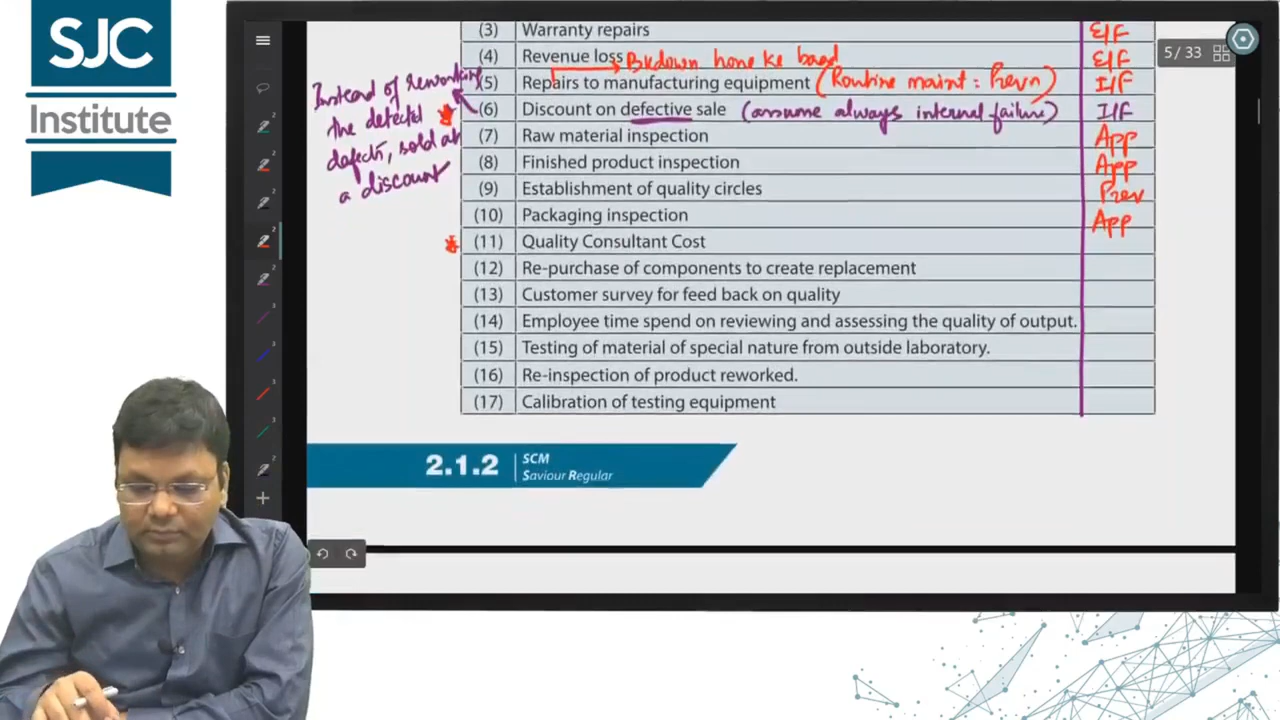 SJC
Institute
5 / 33
(3) Warranty repairs E/F
(4) Revenue loss E/F
Bkdown hone ke baad
(5) Repairs to manufacturing equipment (Routine maint: Prevn) I/F
(6) Discount on defective sale (assume always internal failure) I/F
Instead of reworking
the detected
defects, sold at
a discount
(7) Raw material inspection App
(8) Finished product inspection App
(9) Establishment of quality circles Prev
(10) Packaging inspection App
(11) Quality Consultant Cost
(12) Re-purchase of components to create replacement
(13) Customer survey for feed back on quality
(14) Employee time spend on reviewing and assessing the quality of output.
(15) Testing of material of special nature from outside laboratory.
(16) Re-inspection of product reworked.
(17) Calibration of testing equipment
2.1.2 SCM
Saviour Regular